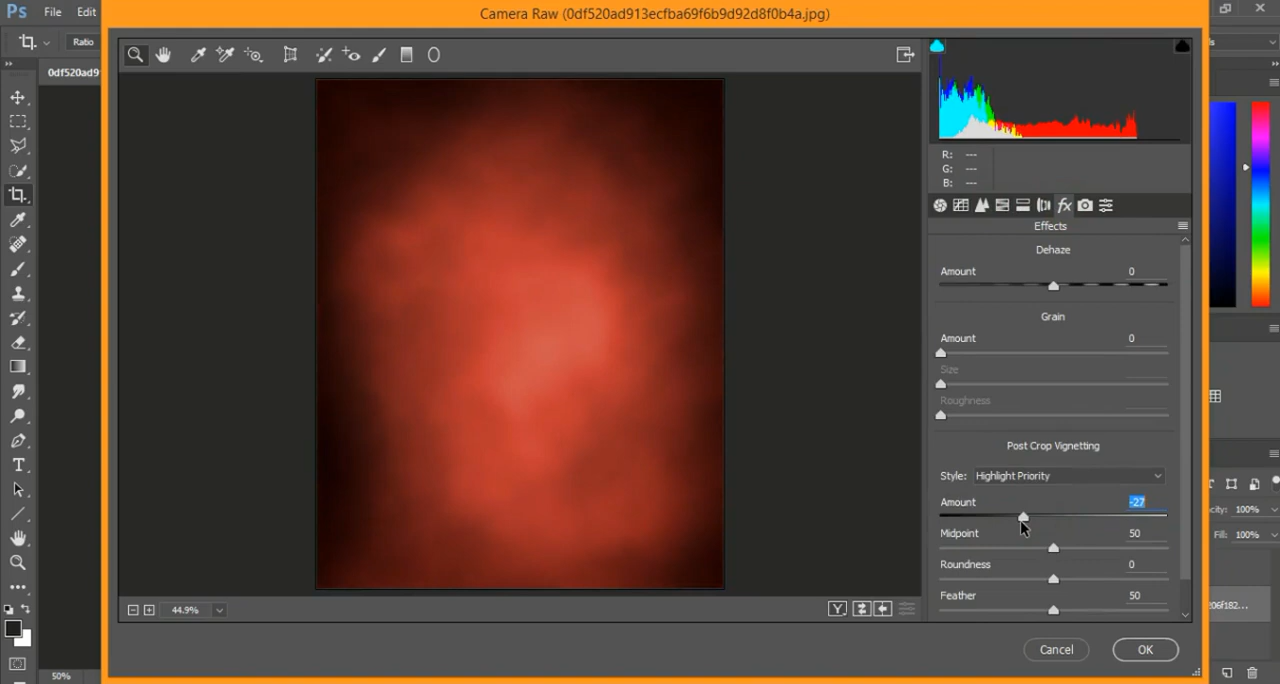 Ps File Edit
Camera Raw (0df520ad913ecfba69f6b9d92d8f0b4a.jpg)
Ratio
0df520ad9
R: ---
G: ---
B: ---
fx
Effects
Dehaze
Amount 0
Grain
Amount 0
Size
Roughness
Post Crop Vignetting
Style: Highlight Priority
Amount -27
Midpoint 50
Roundness 0
Feather 50
44.9%
Y
Cancel OK
50%
100%
Fill: 100%